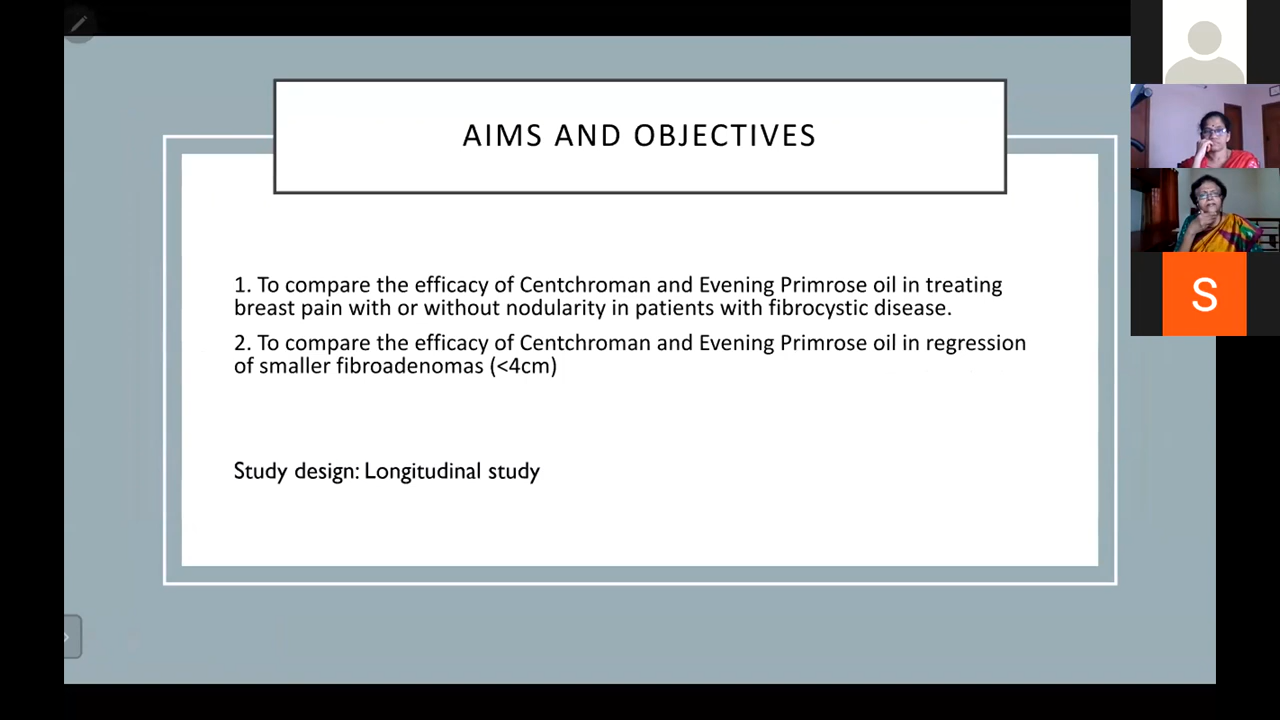 AIMS AND OBJECTIVES
1. To compare the efficacy of Centchroman and Evening Primrose oil in treating
breast pain with or without nodularity in patients with fibrocystic disease.
2. To compare the efficacy of Centchroman and Evening Primrose oil in regression
of smaller fibroadenomas (<4cm)
Study design: Longitudinal study
S